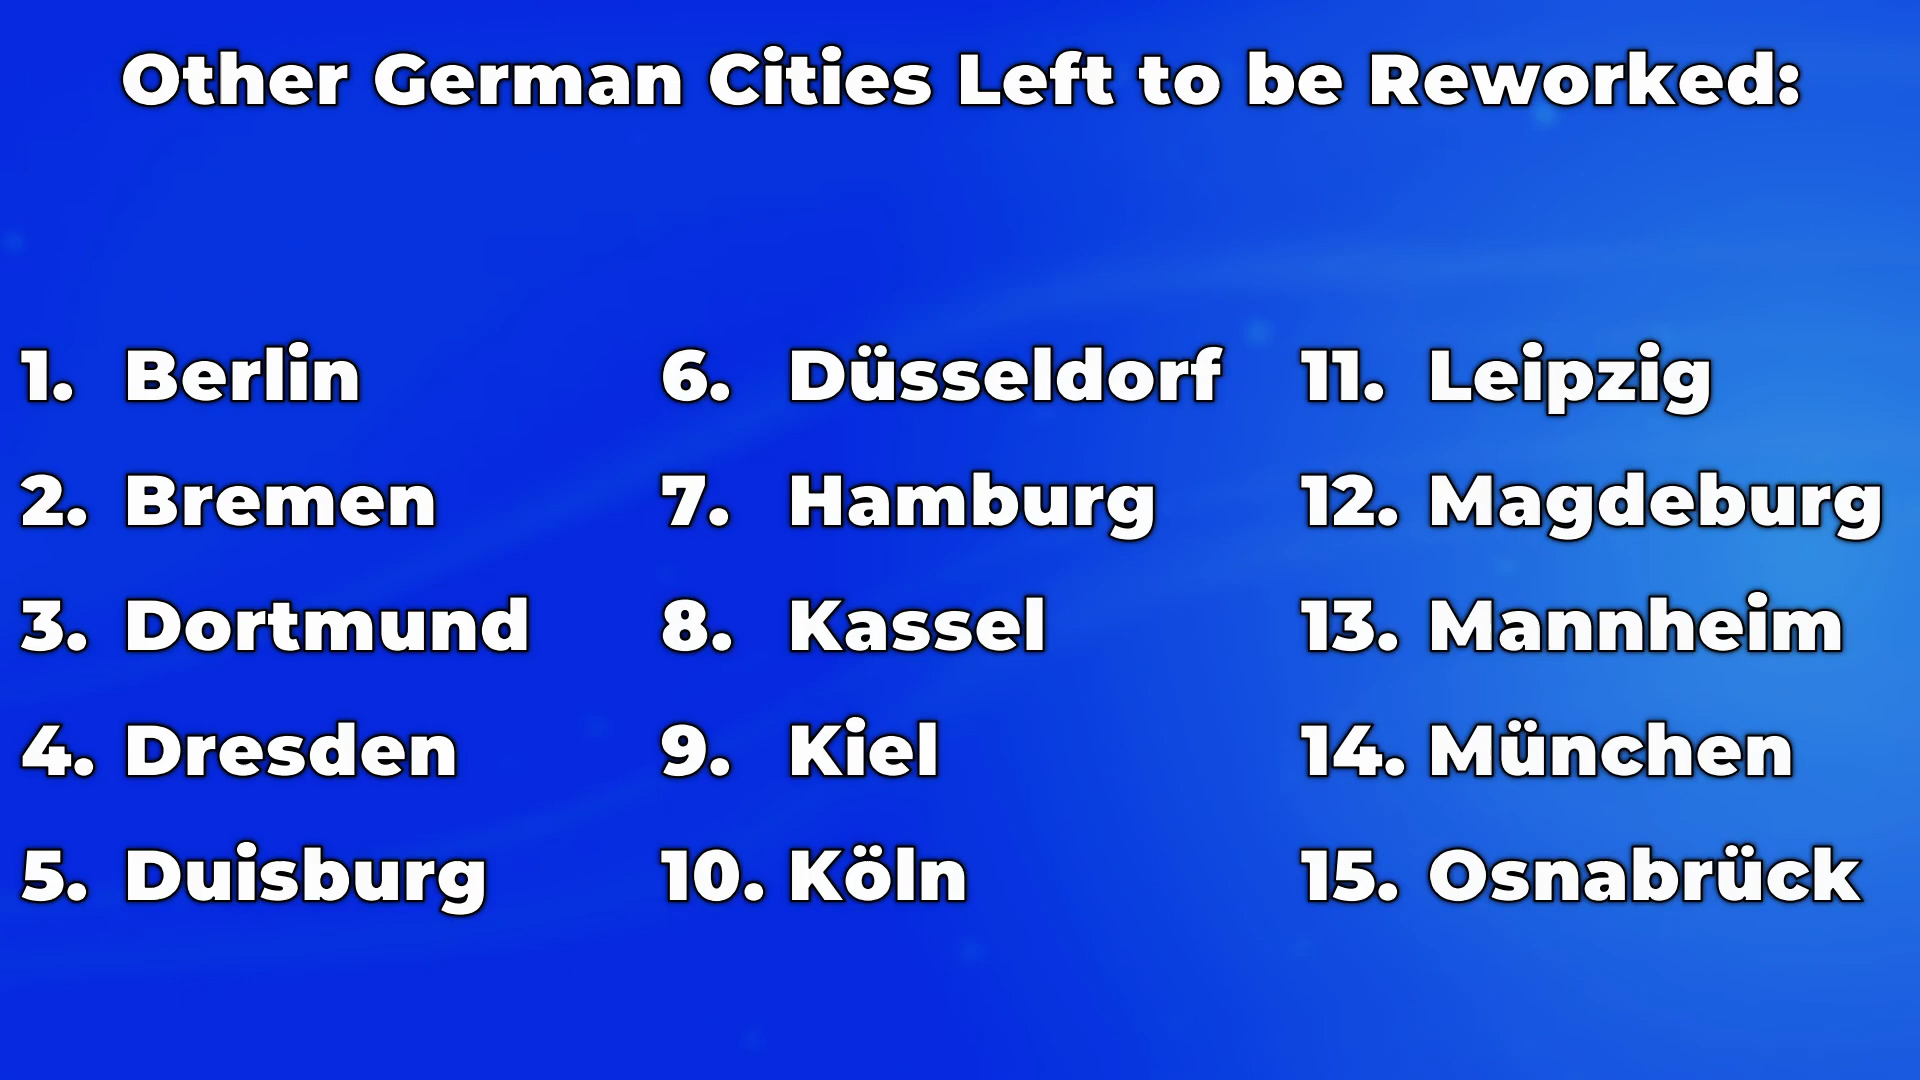 Other German Cities Left to be Reworked:
1. Berlin
2. Bremen
3. Dortmund
4. Dresden
5. Duisburg
6. Düsseldorf
7. Hamburg
8. Kassel
9. Kiel
10. Köln
11. Leipzig
12. Magdeburg
13. Mannheim
14. München
15. Osnabrück